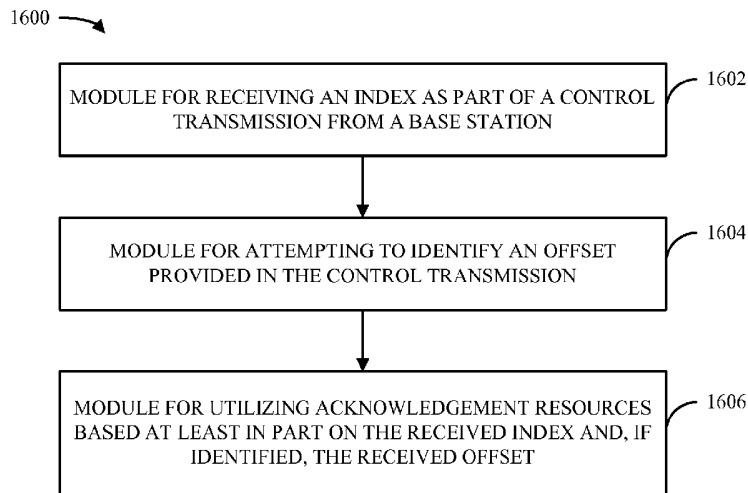 1600
MODULE FOR RECEIVING AN INDEX AS PART OF A CONTROL
TRANSMISSION FROM A BASE STATION
1602
MODULE FOR ATTEMPTING TO IDENTIFY AN OFFSET
PROVIDED IN THE CONTROL TRANSMISSION
1604
MODULE FOR UTILIZING ACKNOWLEDGEMENT RESOURCES
BASED AT LEAST IN PART ON THE RECEIVED INDEX AND, IF
IDENTIFIED, THE RECEIVED OFFSET
1606